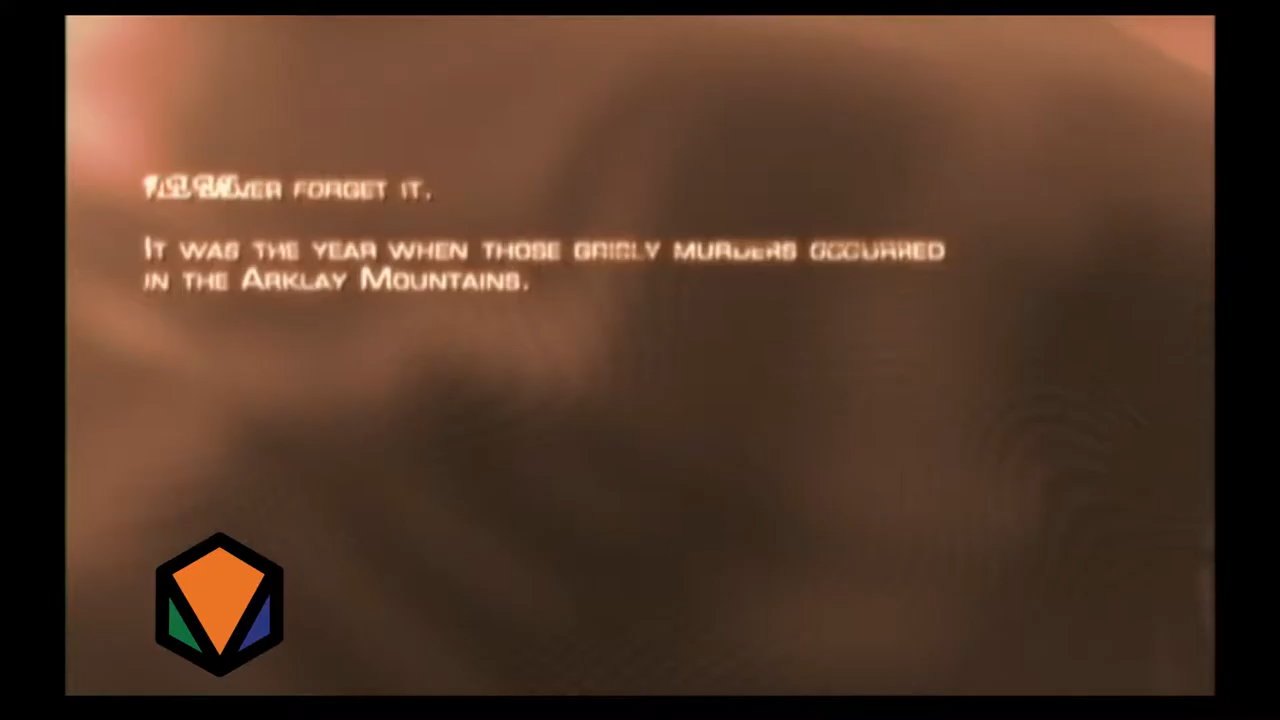 FORGET IT.
IT WAS THE YEAR WHEN THOSE GRISLY MURDERS OCCURRED
IN THE ARKLAY MOUNTAINS.